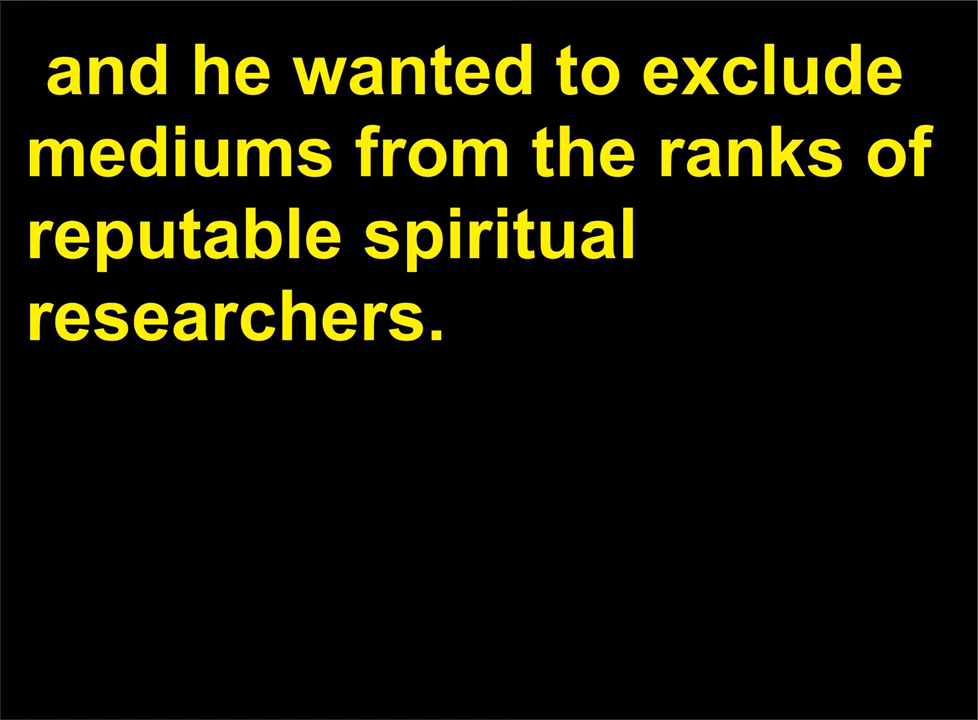 and he wanted to exclude
mediums from the ranks of
reputable spiritual
researchers.